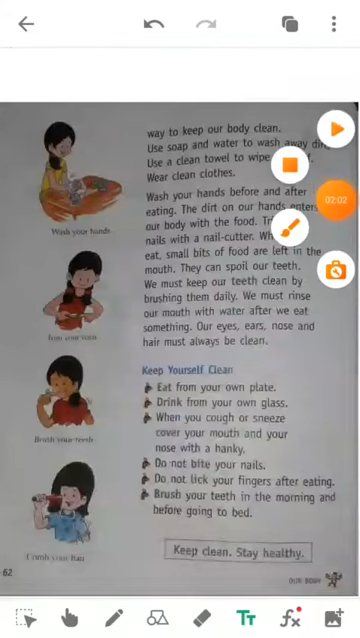 way to keep our body clean.
Use soap and water to wash away
Use a clean towel to wipe
Wear clean clothes.
Wash your hands before and after
eating. The dirt on our hands enters
our body with the food.
nails with a nail-cutter.
eat, small bits of food are left in the
mouth. They can spoil our teeth.
We must keep our teeth clean by
brushing them daily. We must rinse
our mouth with water after we eat
something. Our eyes, ears, nose and
hair must always be clean.
Wash your hands
Trim your nails
Brush your teeth
Comb your hair
Keep Yourself Clean
Eat from your own plate.
Drink from your own glass.
When you cough or sneeze
cover your mouth and your
nose with a hanky.
Do not bite your nails.
Do not lick your fingers after eating.
Brush your teeth in the morning and
before going to bed.
Keep clean. Stay healthy.
62
OUR BODY
02:02
TT
fx